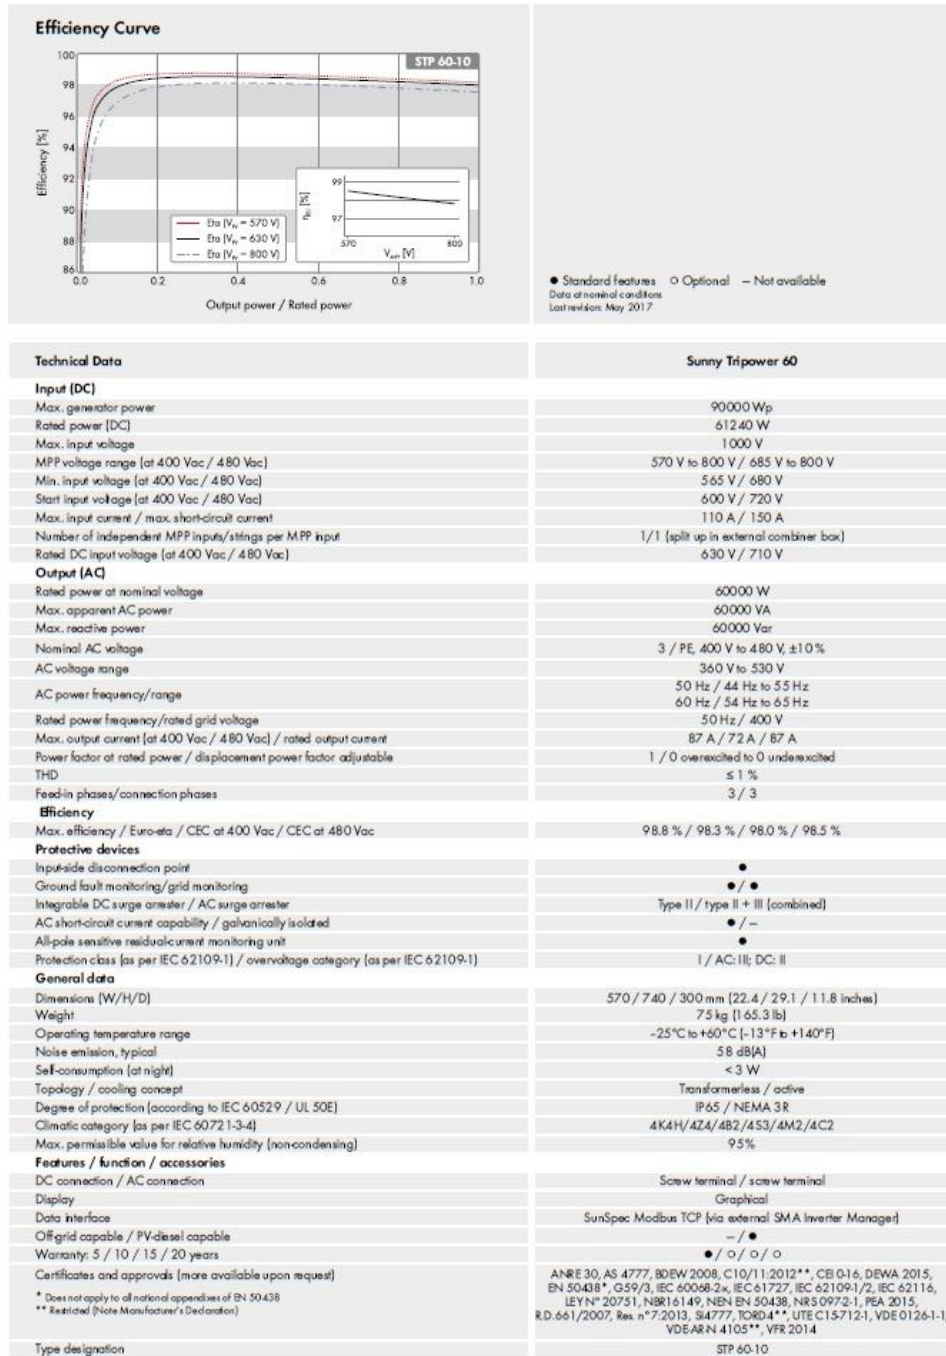 Efficiency Curve
STP 60-10
100
98
96
94
92
90
88
86
Efficiency [%]
0.0 0.2 0.4 0.6 0.8 1.0
Output power / Rated power
Eta (VPV = 570 V)
Eta (VPV = 630 V)
Eta (VPV = 800 V)
99
97
570 800
● Standard features ○ Optional – Not available
Data at nominal conditions
Last revision: May 2017
Technical Data Sunny Tripower 60
Input (DC)
Max. generator power 90000 Wp
Rated power (DC) 61240 W
Max. input voltage 1000 V
MPP voltage range (at 400 Vac / 480 Vac) 570 V to 800 V / 685 V to 800 V
Min. input voltage (at 400 Vac / 480 Vac) 565 V / 680 V
Start input voltage (at 400 Vac / 480 Vac) 600 V / 720 V
Max. input current / max. short-circuit current 110 A / 150 A
Number of independent MPP inputs/strings per MPP input 1/1 (split up in external combiner box)
Rated DC input voltage (at 400 Vac / 480 Vac) 630 V / 710 V
Output (AC)
Rated power at nominal voltage 60000 W
Max. apparent AC power 60000 VA
Max. reactive power 60000 Var
Nominal AC voltage 3 / PE, 400 V to 480 V, ±10 %
AC voltage range 360 V to 530 V
AC power frequency/range 50 Hz / 44 Hz to 55 Hz
60 Hz / 54 Hz to 65 Hz
Rated power frequency/rated grid voltage 50 Hz / 400 V
Max. output current (at 400 Vac / 480 Vac) / rated output current 87 A / 72 A / 87 A
Power factor at rated power / displacement power factor adjustable 1 / 0 overexcited to 0 underexcited
THD ≤ 1 %
Feed-in phases/connection phases 3 / 3
Efficiency
Max. efficiency / Euro-eta / CEC at 400 Vac / CEC at 480 Vac 98.8 % / 98.3 % / 98.0 % / 98.5 %
Protective devices
Input-side disconnection point ●
Ground fault monitoring/grid monitoring ● / ●
Integrable DC surge arrester / AC surge arrester Type II / type II + III (combined)
AC short-circuit current capability / galvanically isolated ● / –
All-pole sensitive residual-current monitoring unit ●
Protection class (as per IEC 62109-1) / overvoltage category (as per IEC 62109-1) I / AC: III; DC: II
General data
Dimensions (W/H/D) 570 / 740 / 300 mm (22.4 / 29.1 / 11.8 inches)
Weight 75 kg (165.3 lb)
Operating temperature range –25°C to +60°C (–13°F to +140°F)
Noise emission, typical 58 dB(A)
Self-consumption (at night) < 3 W
Topology / cooling concept Transformerless / active
Degree of protection (according to IEC 60529 / UL 50E) IP65 / NEMA 3R
Climatic category (as per IEC 60721-3-4) 4K4H/4Z4/4B2/4S3/4M2/4C2
Max. permissible value for relative humidity (non-condensing) 95%
Features / function / accessories
DC connection / AC connection Screw terminal / screw terminal
Display Graphical
Data interface SunSpec Modbus TCP (via external SMA Inverter Manager)
Off-grid capable / PV-diesel capable – / ●
Warranty: 5 / 10 / 15 / 20 years ● / ○ / ○ / ○
Certificates and approvals (more available upon request)
* Does not apply to all national appendixes of EN 50438
** Restricted (Note Manufacturer's Declaration)
ANRE 30, AS 4777, BDEW 2008, C10/11:2012**, CEI 0-16, DEWA 2015,
EN 50438*, G59/3, IEC 60068-2-x, IEC 61727, IEC 62109-1/2, IEC 62116,
LEY N° 20751, NBR16149, NEN EN 50438, NRS 097-2-1, PEA 2015,
R.D.661/2007, Res. n°7:2013, SI4777, TORD4**, UTE C15-712-1, VDE 0126-1-1,
VDE-AR-N 4105**, VFR 2014
Type designation STP 60-10